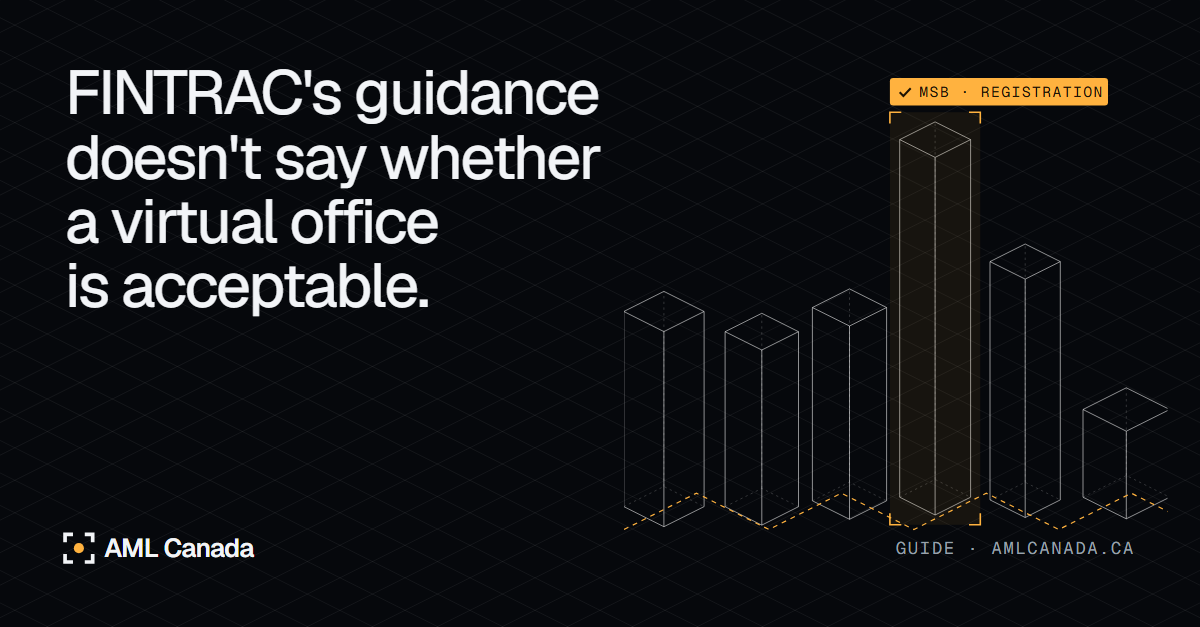 FINTRAC's guidance
doesn't say whether
a virtual office
is acceptable.
MSB · REGISTRATION
AML Canada
GUIDE · AMLCANADA.CA